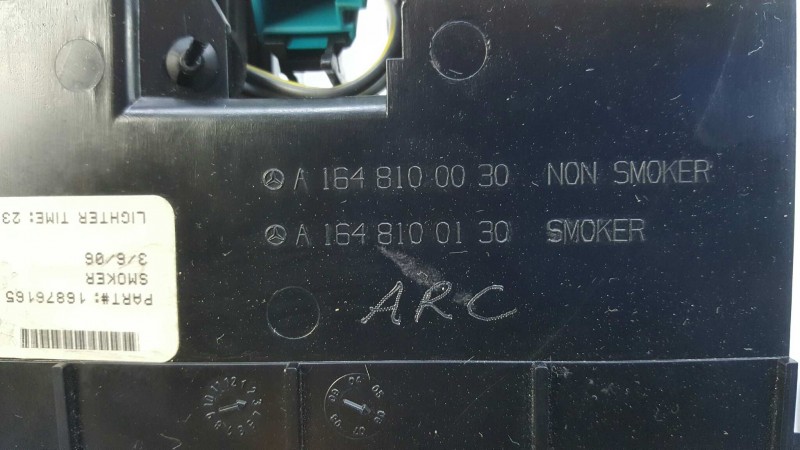 A 164 810 00 30 NON SMOKER
A 164 810 01 30 SMOKER
ARC
PART#: 16876165
SMOKER
3/6/06
LIGHTER TIME: 23